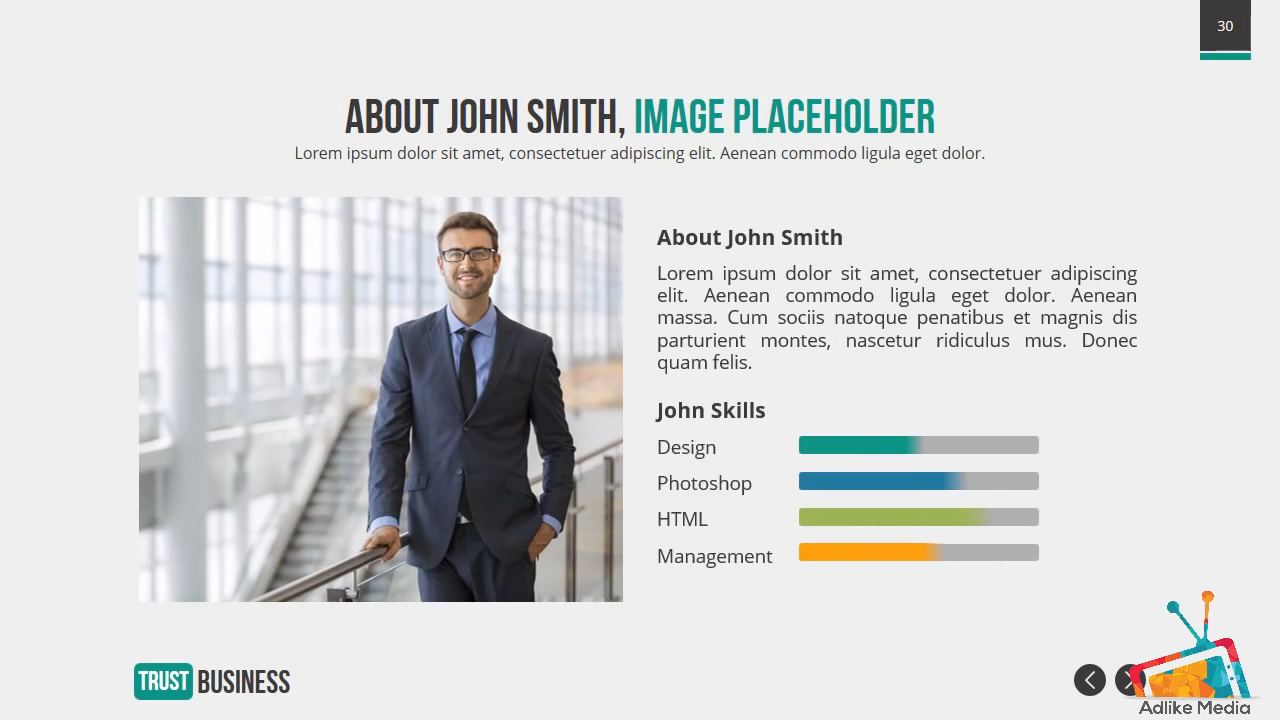 30
ABOUT JOHN SMITH, IMAGE PLACEHOLDER
Lorem ipsum dolor sit amet, consectetuer adipiscing elit. Aenean commodo ligula eget dolor.
About John Smith
Lorem ipsum dolor sit amet, consectetuer adipiscing
elit. Aenean commodo ligula eget dolor. Aenean
massa. Cum sociis natoque penatibus et magnis dis
parturient montes, nascetur ridiculus mus. Donec
quam felis.
John Skills
Design
Photoshop
HTML
Management
TRUST BUSINESS
Adlike Media